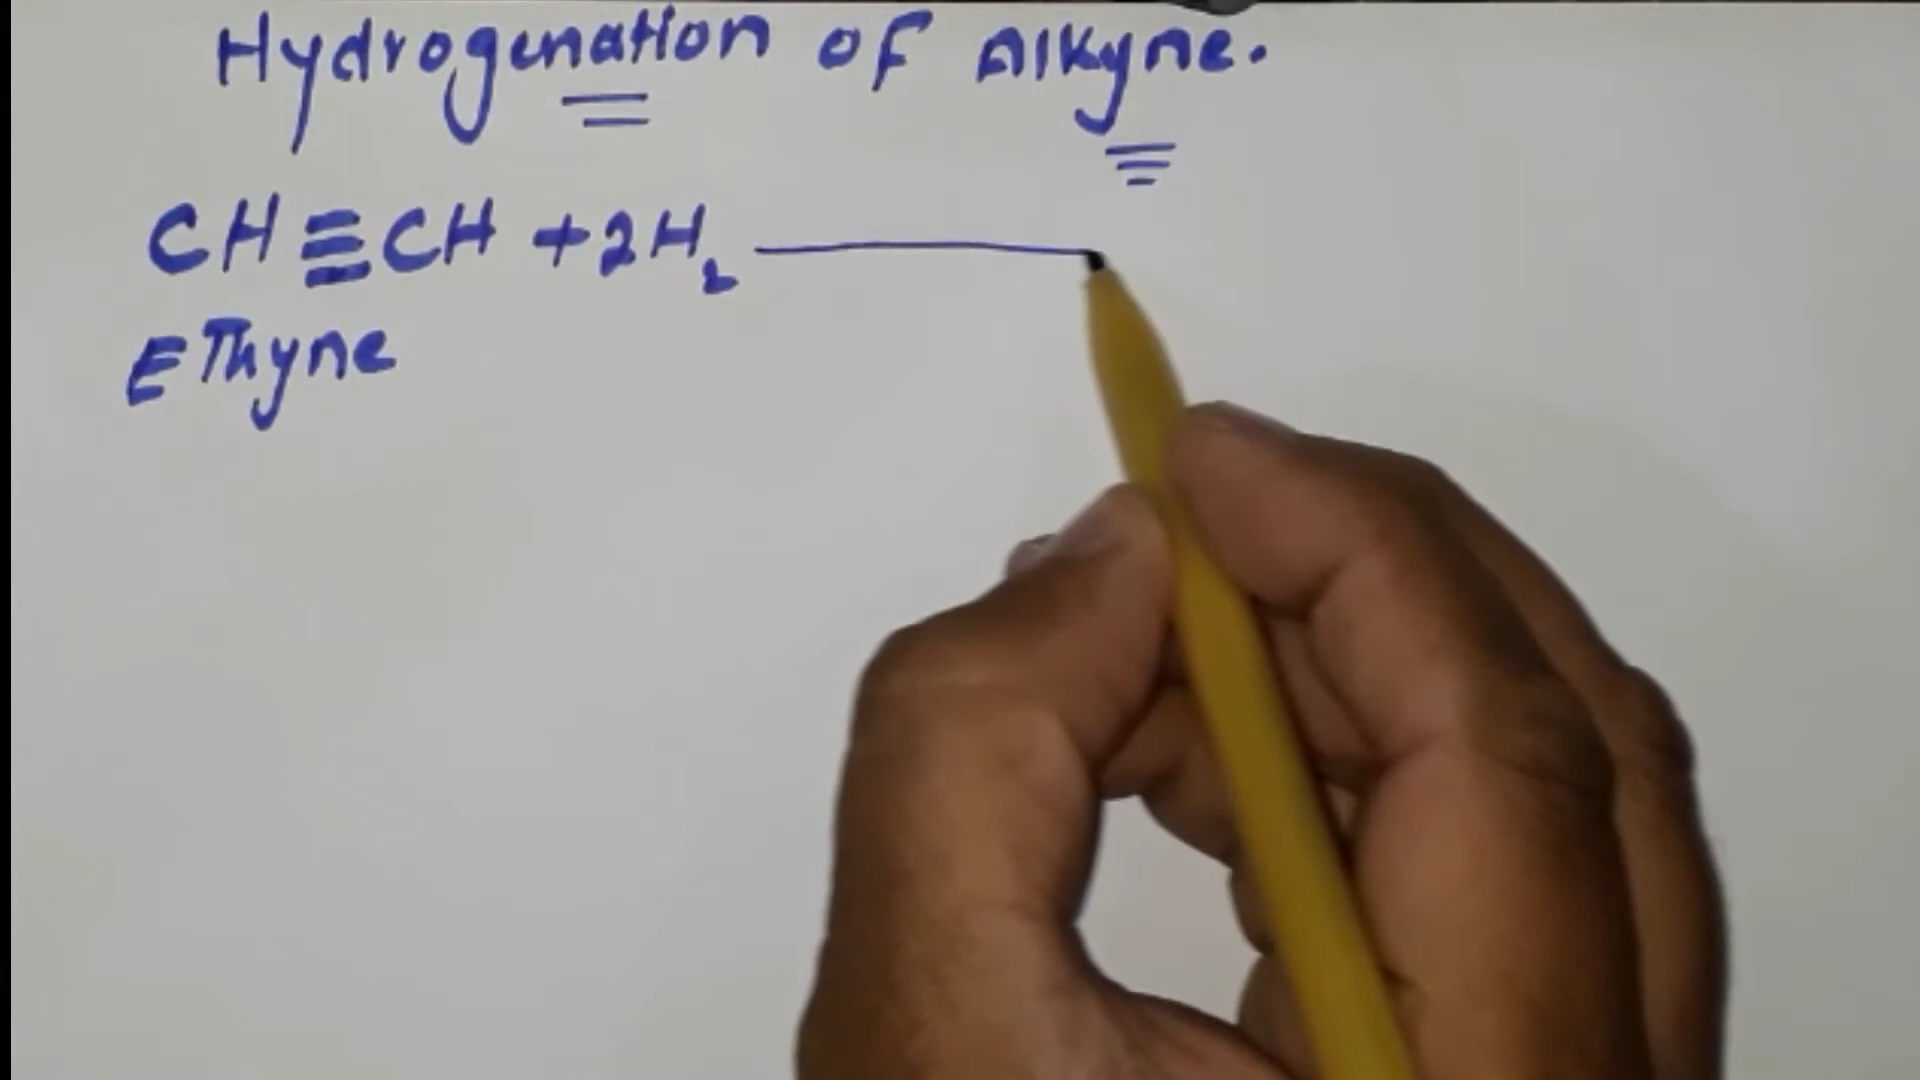 Hydrogenation of Alkyne.
CH≡CH + 2H₂
EThyne